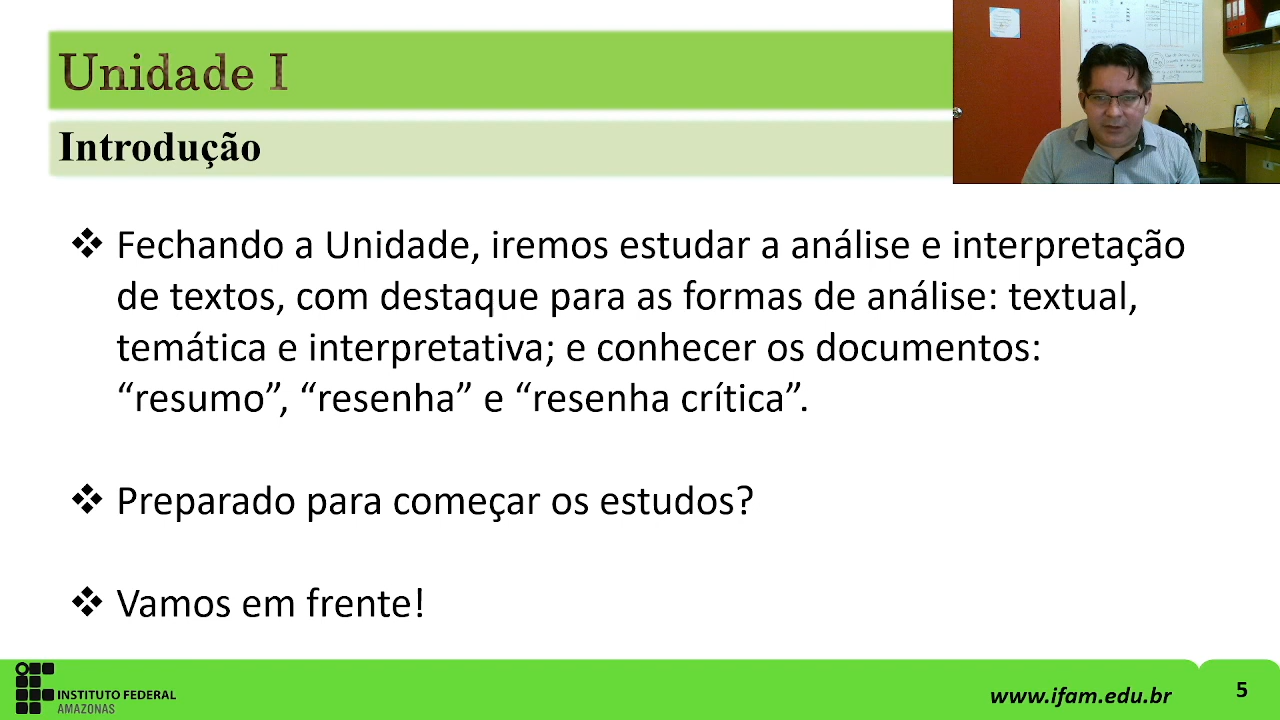 Unidade I
Introdução
❖ Fechando a Unidade, iremos estudar a análise e interpretação
de textos, com destaque para as formas de análise: textual,
temática e interpretativa; e conhecer os documentos:
“resumo”, “resenha” e “resenha crítica”.
❖ Preparado para começar os estudos?
❖ Vamos em frente!
INSTITUTO FEDERAL
AMAZONAS
www.ifam.edu.br
5